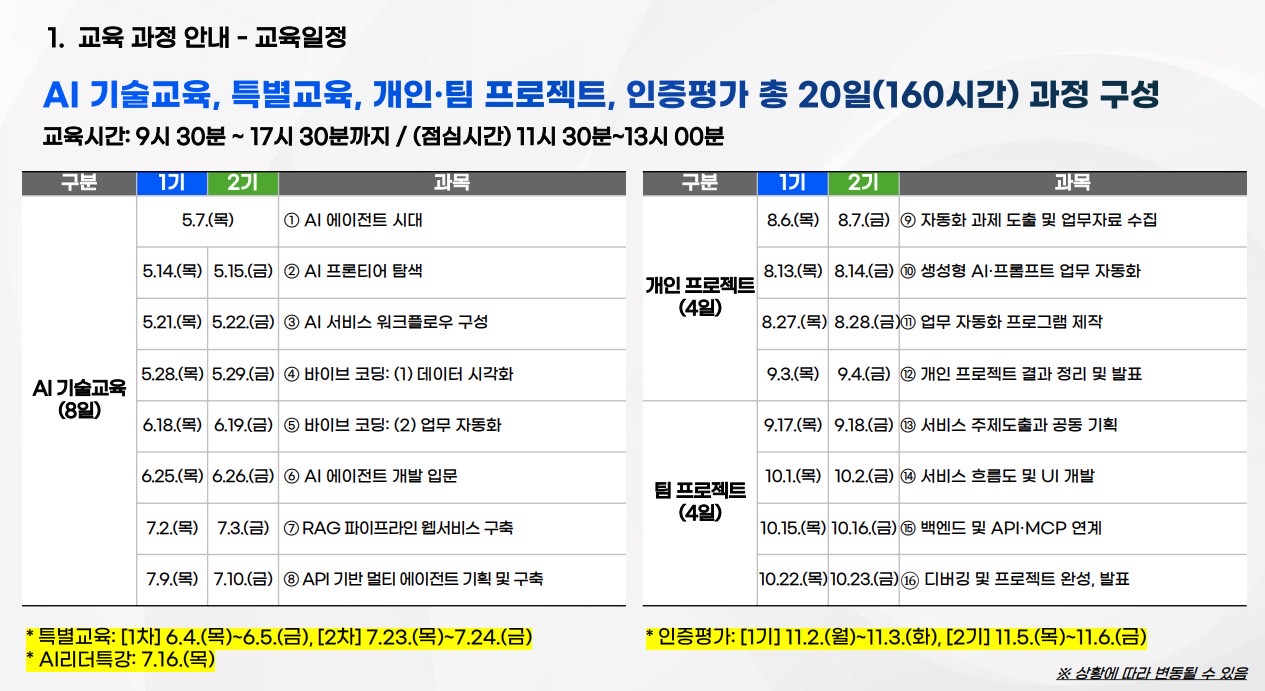 1. 교육 과정 안내 - 교육일정
AI 기술교육, 특별교육, 개인·팀 프로젝트, 인증평가 총 20일(160시간) 과정 구성
교육시간: 9시 30분 ~ 17시 30분까지 / (점심시간) 11시 30분~13시 00분
구분 1기 2기 과목
AI 기술교육
(8일)
5.7.(목) ① AI 에이전트 시대
5.14.(목) 5.15.(금) ② AI 프론티어 탐색
5.21.(목) 5.22.(금) ③ AI 서비스 워크플로우 구성
5.28.(목) 5.29.(금) ④ 바이브 코딩: (1) 데이터 시각화
6.18.(목) 6.19.(금) ⑤ 바이브 코딩: (2) 업무 자동화
6.25.(목) 6.26.(금) ⑥ AI 에이전트 개발 입문
7.2.(목) 7.3.(금) ⑦ RAG 파이프라인 웹서비스 구축
7.9.(목) 7.10.(금) ⑧ API 기반 멀티 에이전트 기획 및 구축
* 특별교육: [1차] 6.4.(목)~6.5.(금), [2차] 7.23.(목)~7.24.(금)
* AI리더특강: 7.16.(목)
구분 1기 2기 과목
개인 프로젝트
(4일)
8.6.(목) 8.7.(금) ⑨ 자동화 과제 도출 및 업무자료 수집
8.13.(목) 8.14.(금) ⑩ 생성형 AI·프롬프트 업무 자동화
8.27.(목) 8.28.(금) ⑪ 업무 자동화 프로그램 제작
9.3.(목) 9.4.(금) ⑫ 개인 프로젝트 결과 정리 및 발표
팀 프로젝트
(4일)
9.17.(목) 9.18.(금) ⑬ 서비스 주제도출과 공동 기획
10.1.(목) 10.2.(금) ⑭ 서비스 흐름도 및 UI 개발
10.15.(목) 10.16.(금) ⑮ 백엔드 및 API·MCP 연계
10.22.(목) 10.23.(금) ⑯ 디버깅 및 프로젝트 완성, 발표
* 인증평가: [1기] 11.2.(월)~11.3.(화), [2기] 11.5.(목)~11.6.(금)
※ 상황에 따라 변동될 수 있음